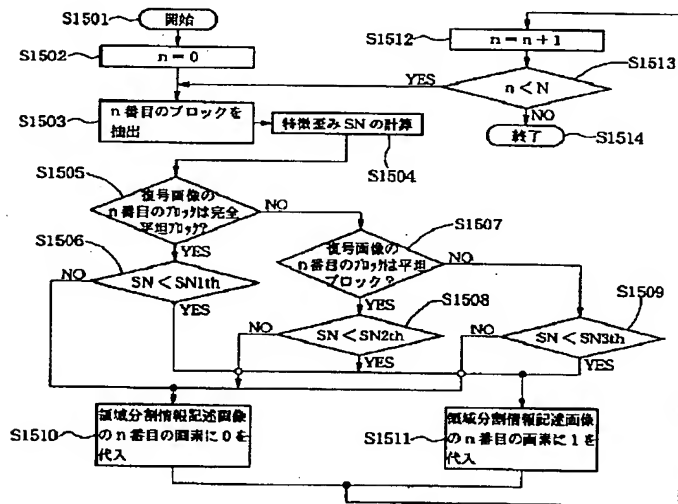 S1501
開始
S1502
n=0
S1503
n番目のブロックを
抽出
特徴歪みSNの計算
S1504
S1512
n=n+1
S1513
YES
n<N
NO
終了
S1514
S1505
復号画像の
n番目のブロックは完全
平坦ブロック?
NO
YES
S1506
NO
SN<SN1th
YES
S1507
復号画像の
n番目のブロックは平坦
ブロック?
NO
YES
S1508
NO
SN<SN2th
YES
S1509
NO
SN<SN3th
YES
S1510
領域分割情報記述画像
のn番目の画素に0を
代入
S1511
領域分割情報記述画像
のn番目の画素に1を
代入